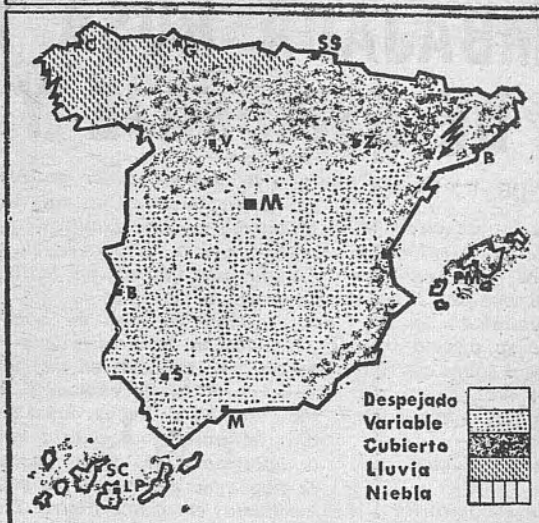 C
G
SS
V
Z
B
M
PM
B
S
M
SC
LP
Despejado
Variable
Cubierto
Lluvia
Niebla